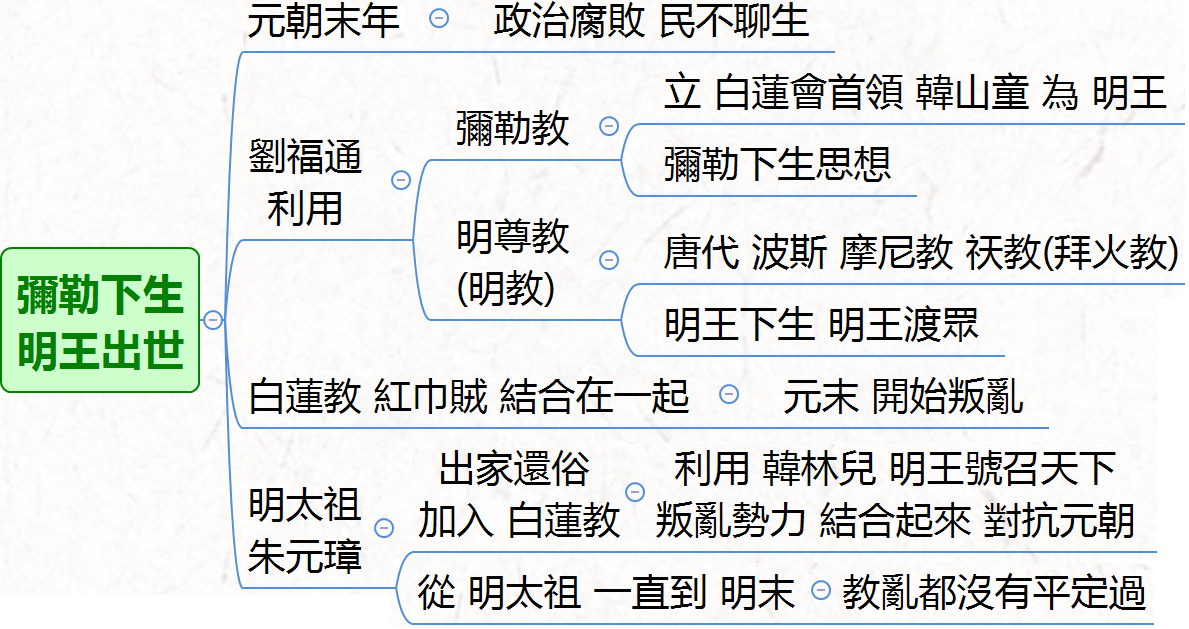 彌勒下生
明王出世
元朝末年
政治腐敗 民不聊生
劉福通
利用
彌勒教
立 白蓮會首領 韓山童 為 明王
彌勒下生思想
明尊教
(明教)
唐代 波斯 摩尼教 祆教(拜火教)
明王下生 明王渡眾
白蓮教 紅巾賊 結合在一起
元末 開始叛亂
明太祖
朱元璋
出家還俗
加入 白蓮教
利用 韓林兒 明王號召天下
叛亂勢力 結合起來 對抗元朝
從 明太祖 一直到 明末
教亂都沒有平定過